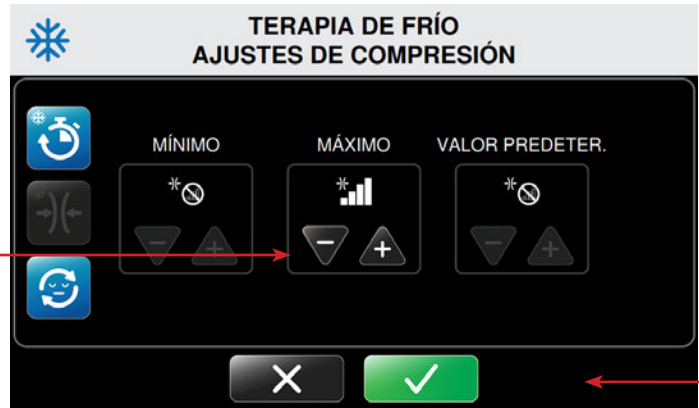 TERAPIA DE FRÍO
AJUSTES DE COMPRESIÓN
MÍNIMO MÁXIMO VALOR PREDETER.